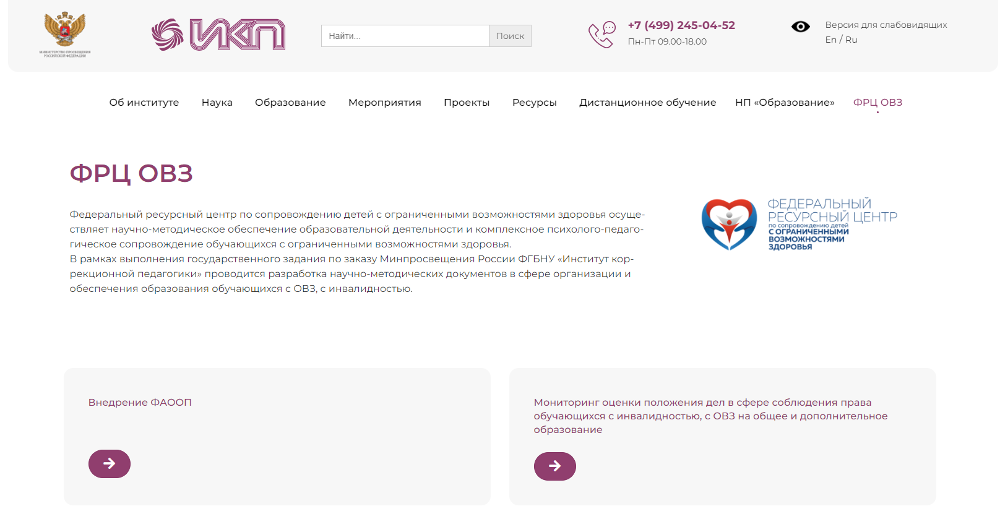 МИНИСТЕРСТВО ПРОСВЕЩЕНИЯ
РОССИЙСКОЙ ФЕДЕРАЦИИ
ИКП
Найти...
Поиск
+7 (499) 245-04-52
Пн-Пт 09.00-18.00
Версия для слабовидящих
En / Ru
Об институте Наука Образование Мероприятия Проекты Ресурсы Дистанционное обучение НП «Образование» ФРЦ ОВЗ
ФРЦ ОВЗ
Федеральный ресурсный центр по сопровождению детей с ограниченными возможностями здоровья осуще-
ствляет научно-методическое обеспечение образовательной деятельности и комплексное психолого-педаго-
гическое сопровождение обучающихся с ограниченными возможностями здоровья.
В рамках выполнения государственного задания по заказу Минпросвещения России ФГБНУ «Институт кор-
рекционной педагогики» проводится разработка научно-методических документов в сфере организации и
обеспечения образования обучающихся с ОВЗ, с инвалидностью.
ФЕДЕРАЛЬНЫЙ
РЕСУРСНЫЙ ЦЕНТР
по сопровождению детей
С ОГРАНИЧЕННЫМИ
ВОЗМОЖНОСТЯМИ
ЗДОРОВЬЯ
Внедрение ФАООП
Мониторинг оценки положения дел в сфере соблюдения права
обучающихся с инвалидностью, с ОВЗ на общее и дополнительное
образование